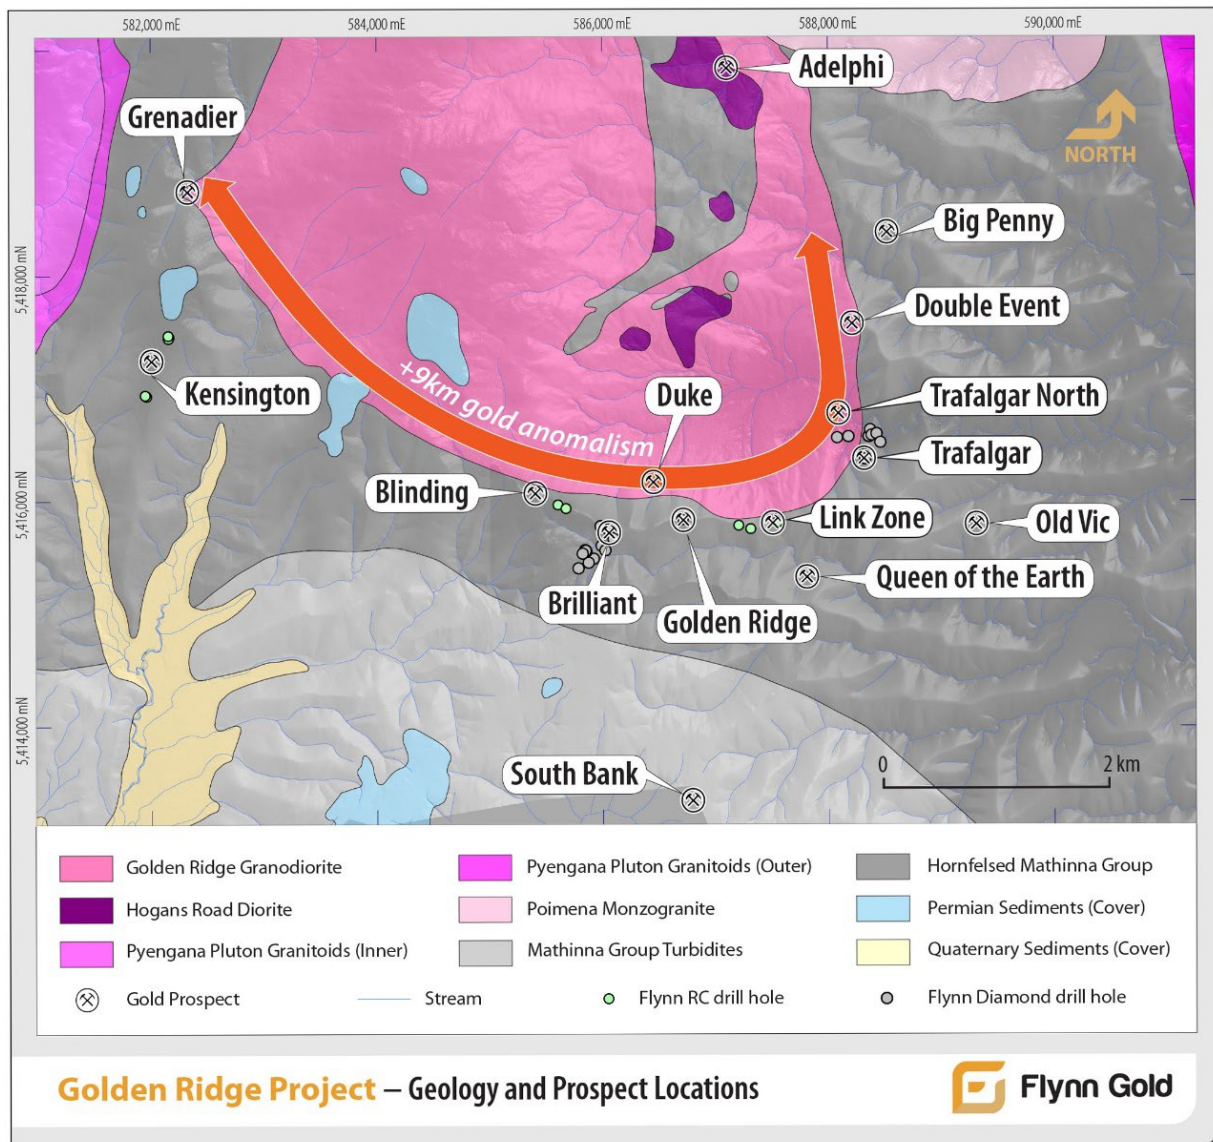 582,000 mE
584,000 mE
586,000 mE
588,000 mE
590,000 mE
Adelphi
Grenadier
NORTH
Big Penny
5,418,000 mN
Double Event
Kensington
+9km gold anomalism
Duke
Trafalgar North
Trafalgar
Blinding
5,416,000 mN
Link Zone
Old Vic
Queen of the Earth
Brilliant
Golden Ridge
5,414,000 mN
South Bank
0
2 km
Golden Ridge Granodiorite
Pyengana Pluton Granitoids (Outer)
Hornfelsed Mathinna Group
Hogans Road Diorite
Poimena Monzogranite
Permian Sediments (Cover)
Pyengana Pluton Granitoids (Inner)
Mathinna Group Turbidites
Quaternary Sediments (Cover)
Gold Prospect
Stream
Flynn RC drill hole
Flynn Diamond drill hole
Golden Ridge Project – Geology and Prospect Locations
Flynn Gold